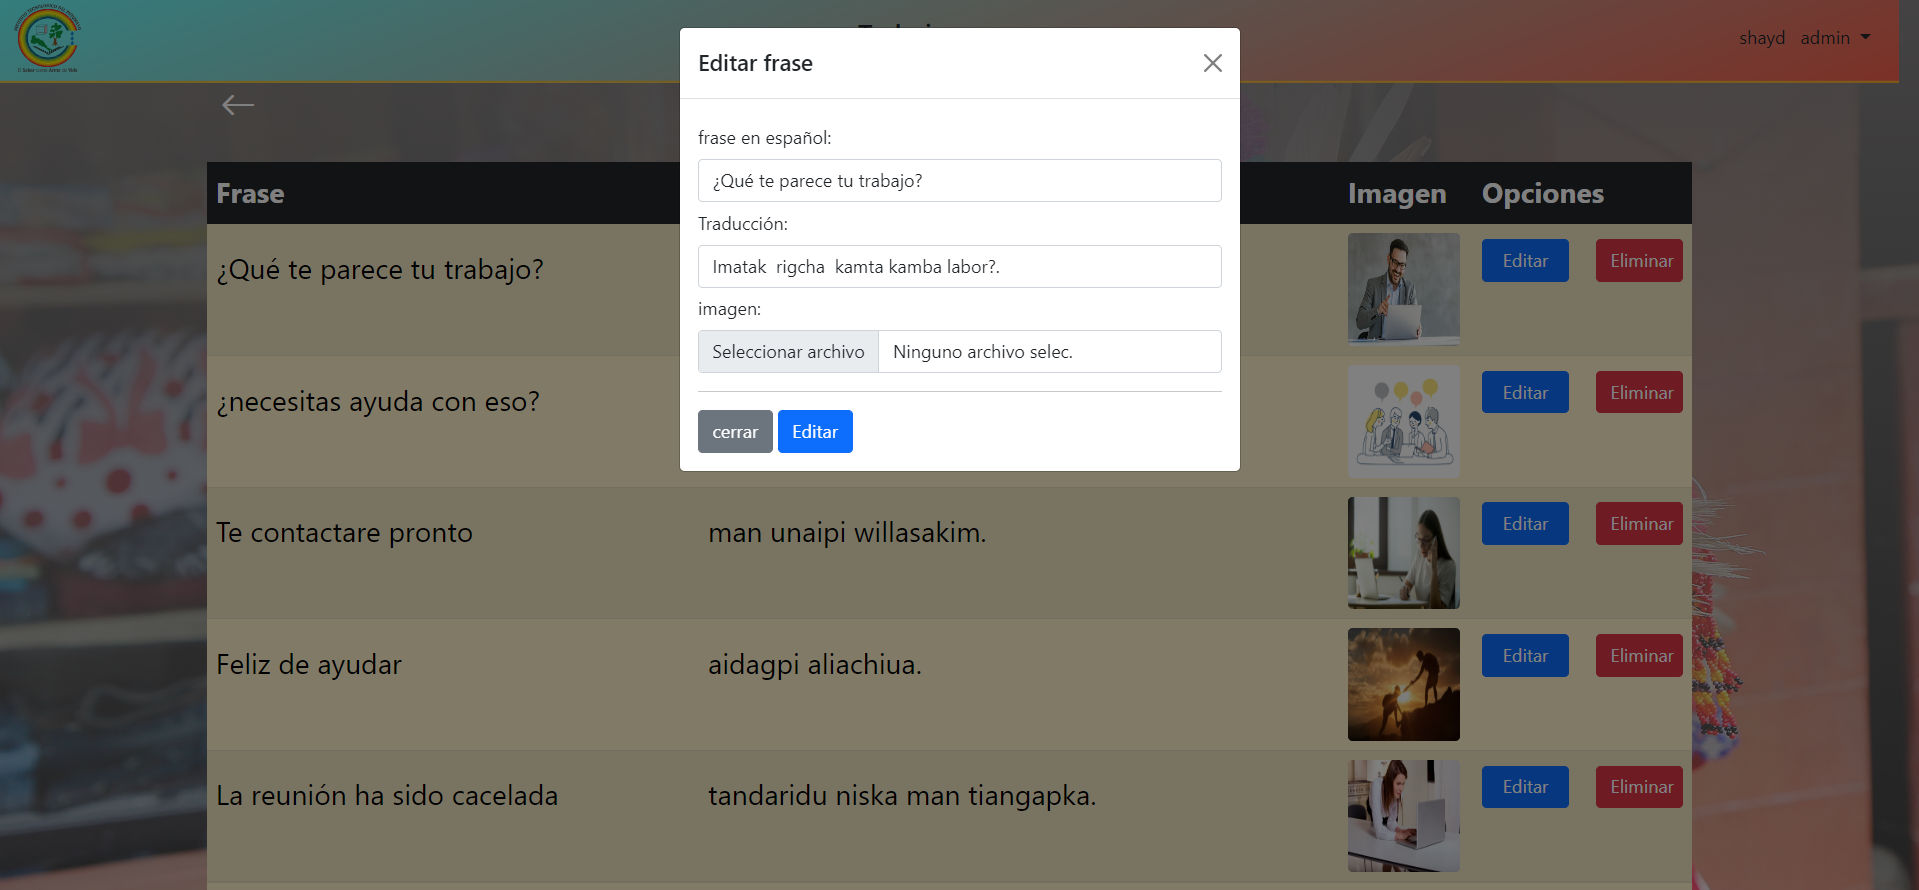 shayd admin
Editar frase
frase en español:
¿Qué te parece tu trabajo?
Traducción:
Imatak rigcha kamta kamba labor?.
imagen:
Seleccionar archivo Ninguno archivo selec.
cerrar Editar
Frase Imagen Opciones
¿Qué te parece tu trabajo? Editar Eliminar
¿necesitas ayuda con eso? Editar Eliminar
Te contactare pronto man unaipi willasakim. Editar Eliminar
Feliz de ayudar aidagpi aliachiua. Editar Eliminar
La reunión ha sido cacelada tandaridu niska man tiangapka. Editar Eliminar